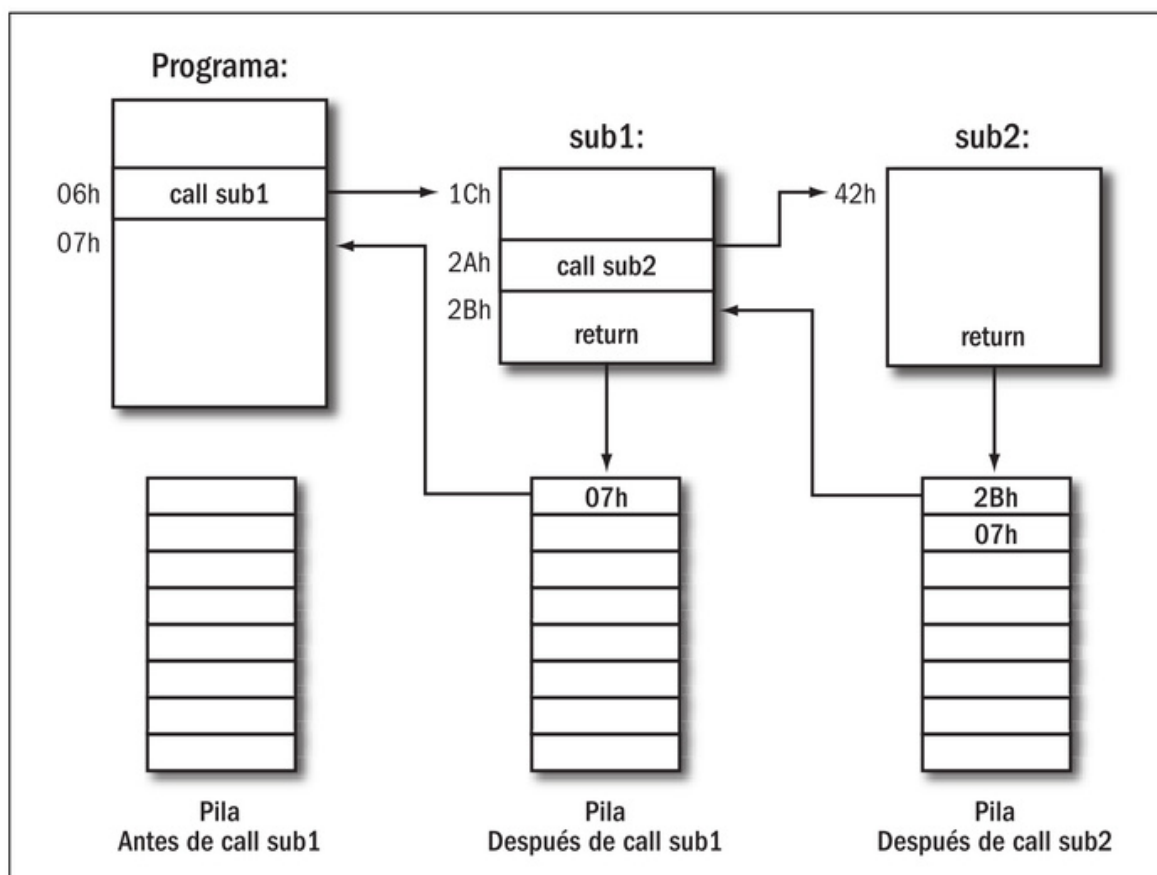 Programa:
06h
call sub1
07h
sub1:
1Ch
2Ah
call sub2
2Bh
return
sub2:
42h
return
07h
2Bh
07h
Pila
Antes de call sub1
Pila
Después de call sub1
Pila
Después de call sub2